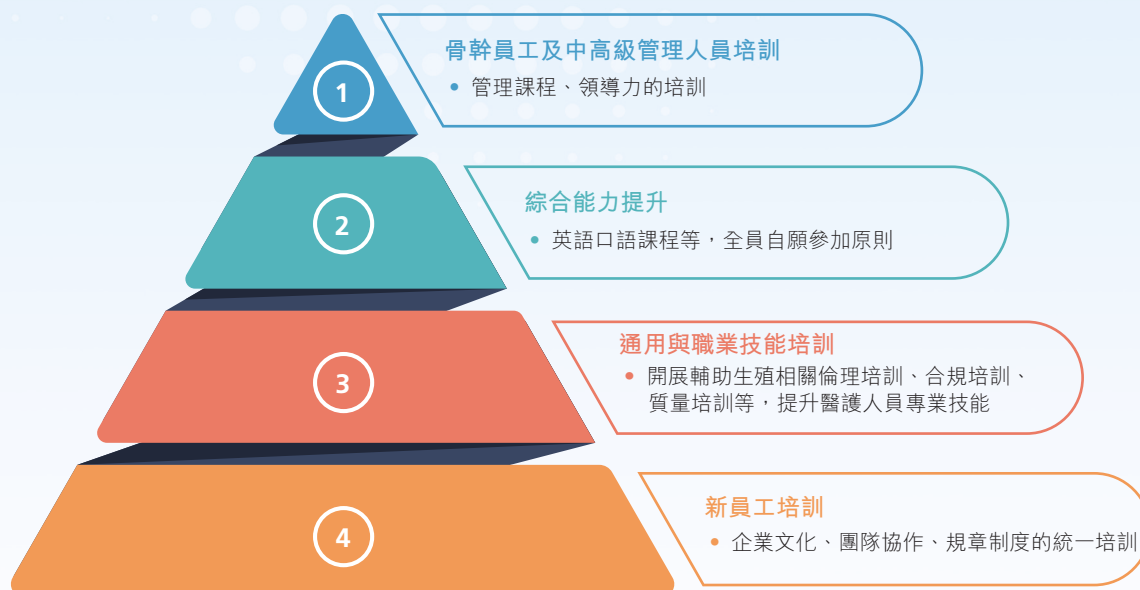 1
骨幹員工及中高級管理人員培訓
• 管理課程、領導力的培訓
2
綜合能力提升
• 英語口語課程等，全員自願參加原則
3
通用與職業技能培訓
• 開展輔助生殖相關倫理培訓、合規培訓、
質量培訓等，提升醫護人員專業技能
4
新員工培訓
• 企業文化、團隊協作、規章制度的統一培訓